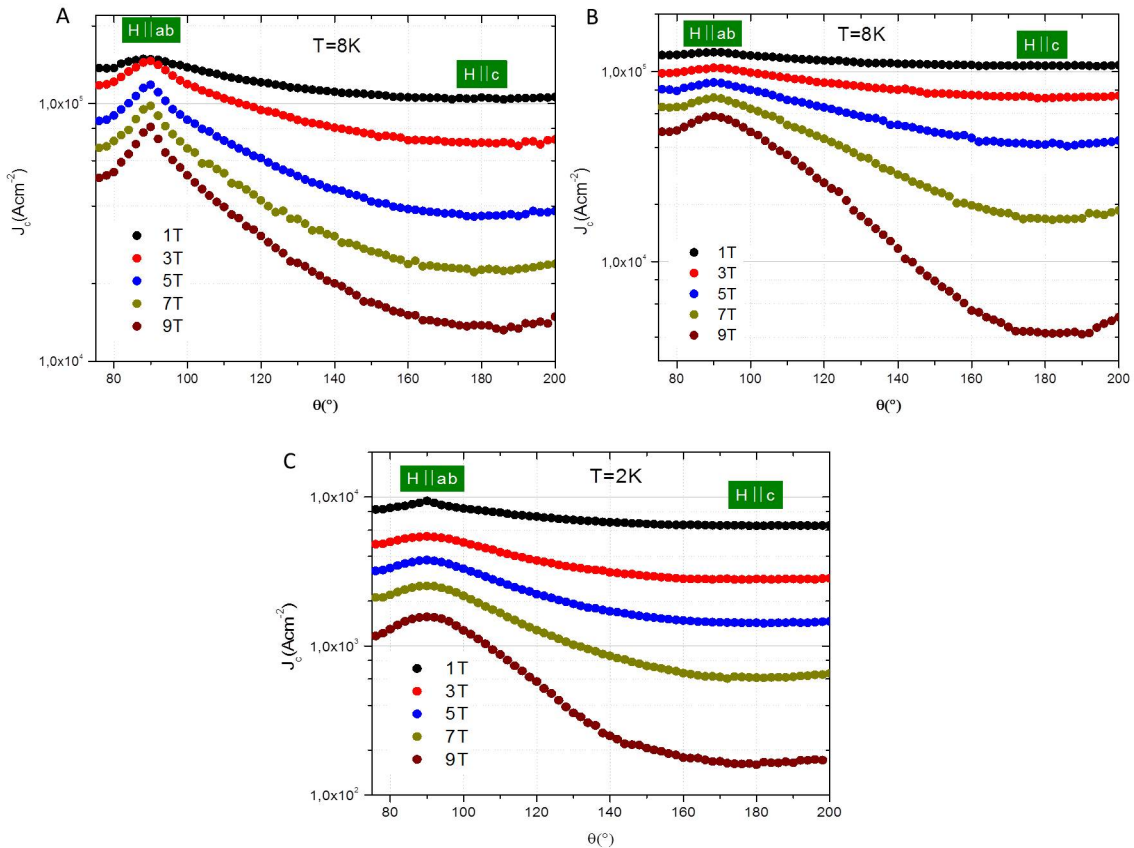 A
H||ab
T=8K
H||c
1,0x10⁵
1,0x10⁴
Jc(Acm⁻²)
1T
3T
5T
7T
9T
80 100 120 140 160 180 200
θ(°)
B
H||ab
T=8K
H||c
1,0x10⁵
1,0x10⁴
Jc(Acm⁻²)
1T
3T
5T
7T
9T
80 100 120 140 160 180 200
θ(°)
C
H||ab
T=2K
H||c
1,0x10⁴
1,0x10³
1,0x10²
Jc(Acm⁻²)
1T
3T
5T
7T
9T
80 100 120 140 160 180 200
θ(°)